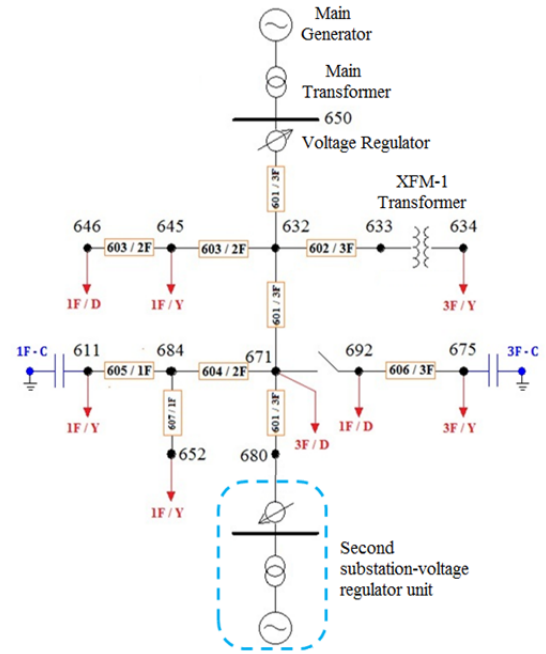 Main
Generator
Main
Transformer
650
Voltage Regulator
601 / 3F
XFM-1
Transformer
646
645
632
633
634
603 / 2F
603 / 2F
602 / 3F
1F / D
1F / Y
3F / Y
601 / 3F
1F - C
611
684
671
692
675
3F - C
605 / 1F
604 / 2F
606 / 3F
607 / 1F
601 / 3F
1F / Y
3F / D
1F / D
3F / Y
652
680
1F / Y
Second
substation-voltage
regulator unit